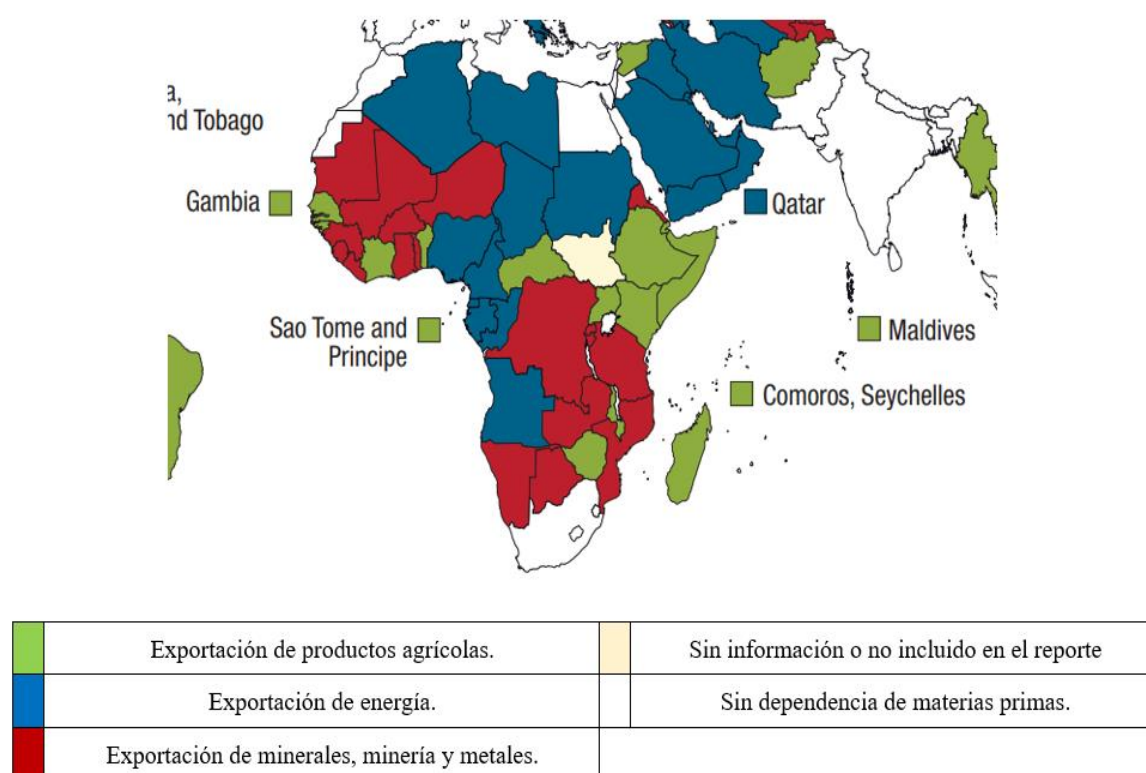 a,
nd Tobago
Gambia
Qatar
Sao Tome and
Principe
Maldives
Comoros, Seychelles
Exportación de productos agrícolas.
Sin información o no incluido en el reporte
Exportación de energía.
Sin dependencia de materias primas.
Exportación de minerales, minería y metales.